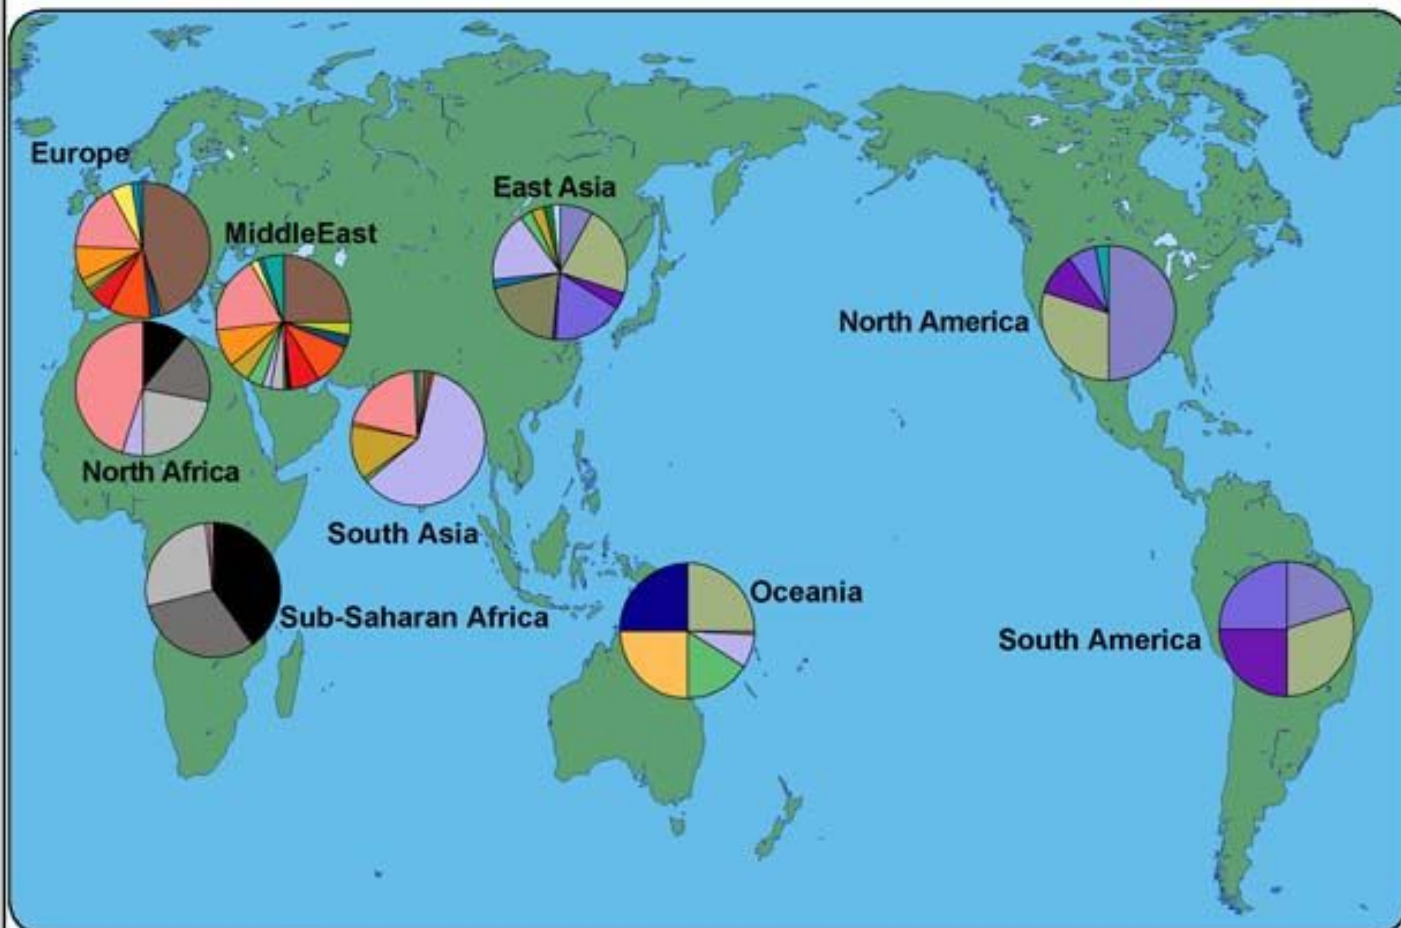 Europe
East Asia
MiddleEast
North America
North Africa
South Asia
Oceania
Sub-Saharan Africa
South America